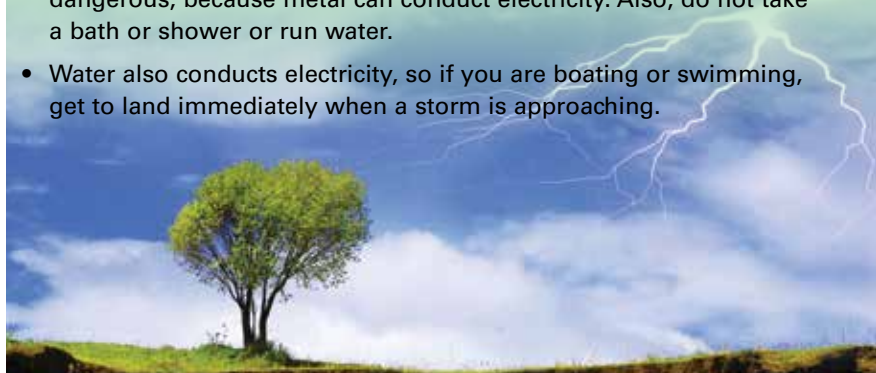 dangerous, because metal can conduct electricity. Also, do not take
a bath or shower or run water.
• Water also conducts electricity, so if you are boating or swimming,
get to land immediately when a storm is approaching.